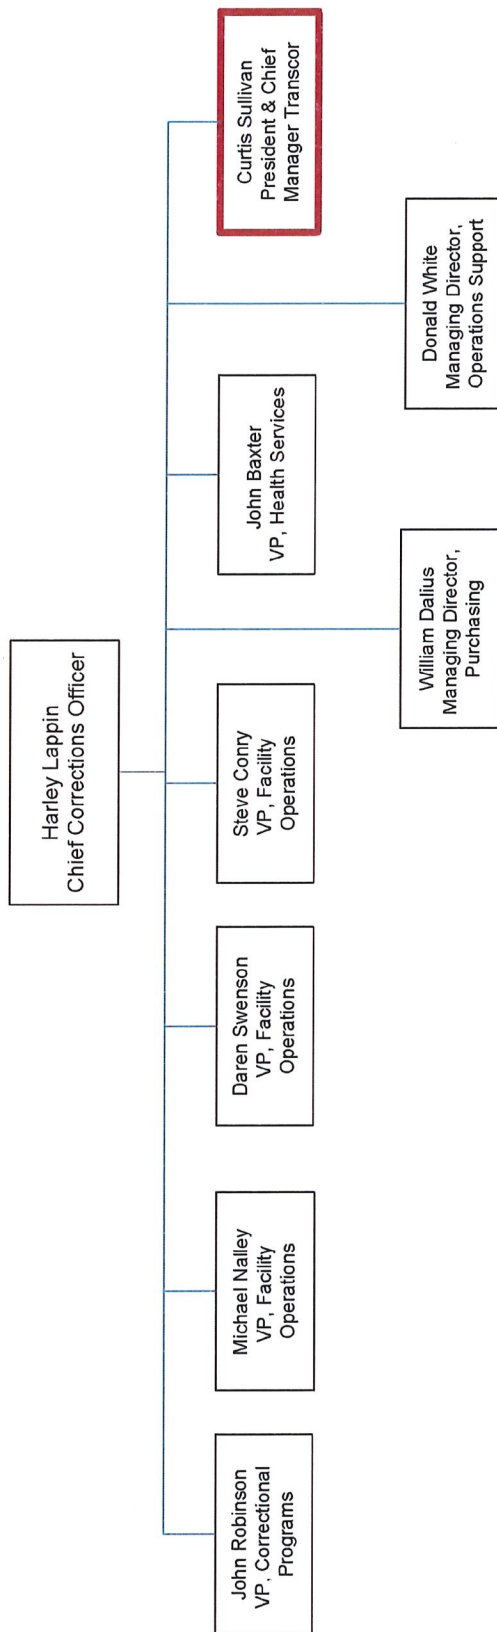 Harley Lappin
Chief Corrections Officer
John Robinson
VP, Correctional
Programs
Michael Nalley
VP, Facility
Operations
Daren Swenson
VP, Facility
Operations
Steve Conry
VP, Facility
Operations
John Baxter
VP, Health Services
Curtis Sullivan
President & Chief
Manager Transcor
William Dalius
Managing Director,
Purchasing
Donald White
Managing Director,
Operations Support